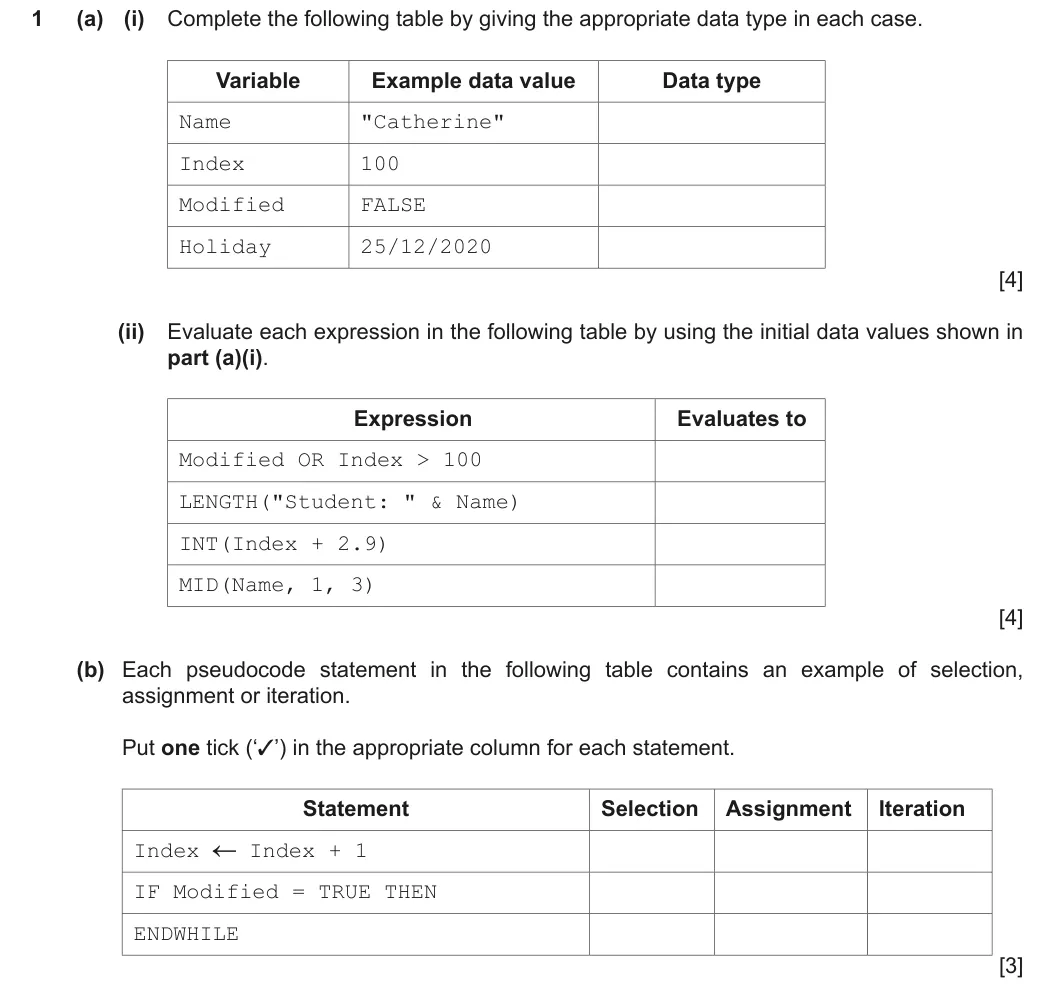 1 (a) (i) Complete the following table by giving the appropriate data type in each case.
Variable Example data value Data type
Name "Catherine"
Index 100
Modified FALSE
Holiday 25/12/2020
[4]
(ii) Evaluate each expression in the following table by using the initial data values shown in
part (a)(i).
Expression Evaluates to
Modified OR Index > 100
LENGTH("Student: " & Name)
INT(Index + 2.9)
MID(Name, 1, 3)
[4]
(b) Each pseudocode statement in the following table contains an example of selection,
assignment or iteration.
Put one tick (‘✓’) in the appropriate column for each statement.
Statement Selection Assignment Iteration
Index ← Index + 1
IF Modified = TRUE THEN
ENDWHILE
[3]